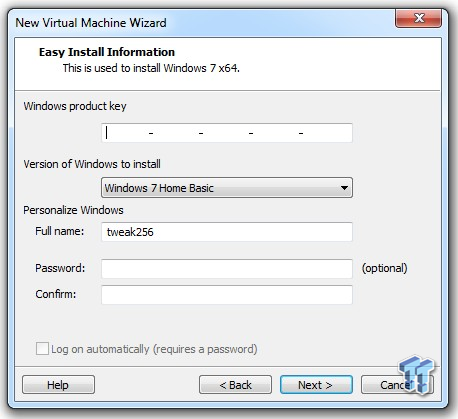 New Virtual Machine Wizard
Easy Install Information
This is used to install Windows 7 x64.
Windows product key
- - - -
Version of Windows to install
Windows 7 Home Basic
Personalize Windows
Full name: tweak256
Password: (optional)
Confirm:
Log on automatically (requires a password)
Help < Back Next > Cancel